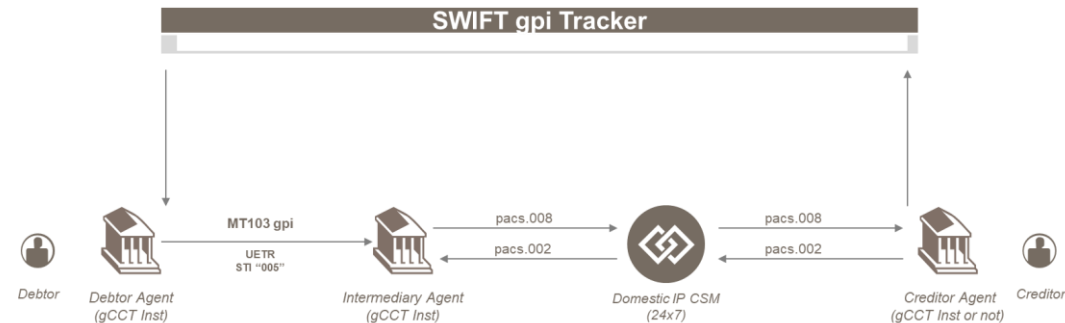 SWIFT gpi Tracker
MT103 gpi
UETR
STI “005”
pacs.008
pacs.002
pacs.008
pacs.002
Debtor
Debtor Agent
(gCCT Inst)
Intermediary Agent
(gCCT Inst)
Domestic IP CSM
(24x7)
Creditor Agent
(gCCT Inst or not)
Creditor